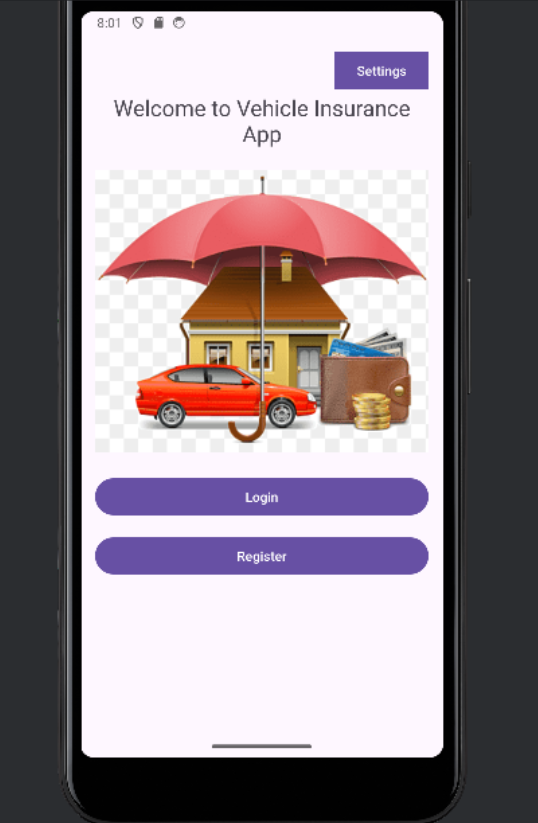 8:01
Settings
Welcome to Vehicle Insurance
App
Login
Register